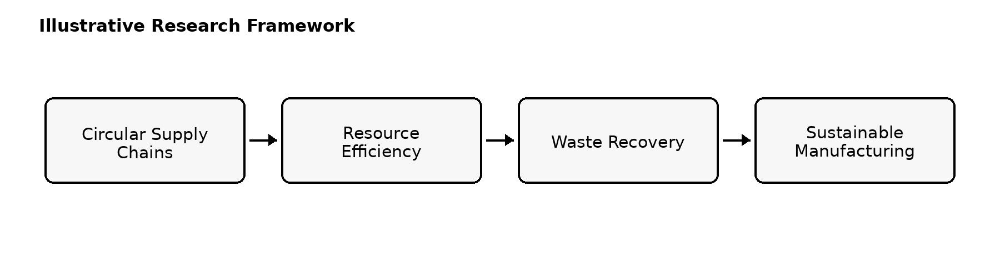 Illustrative Research Framework
Circular Supply
Chains
Resource
Efficiency
Waste Recovery
Sustainable
Manufacturing